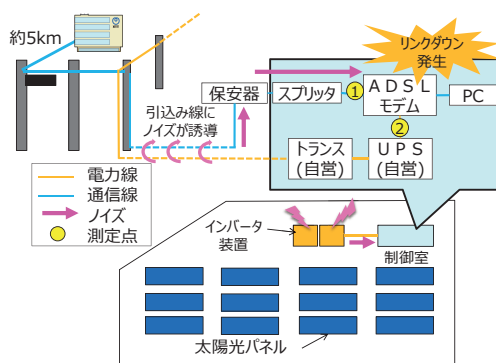 約5km
リンクダウン
発生
保安器
スプリッタ
①
ADSL
モデム
PC
引込み線に
ノイズが誘導
②
トランス
(自営)
UPS
(自営)
電力線
通信線
ノイズ
測定点
インバータ
装置
制御室
太陽光パネル